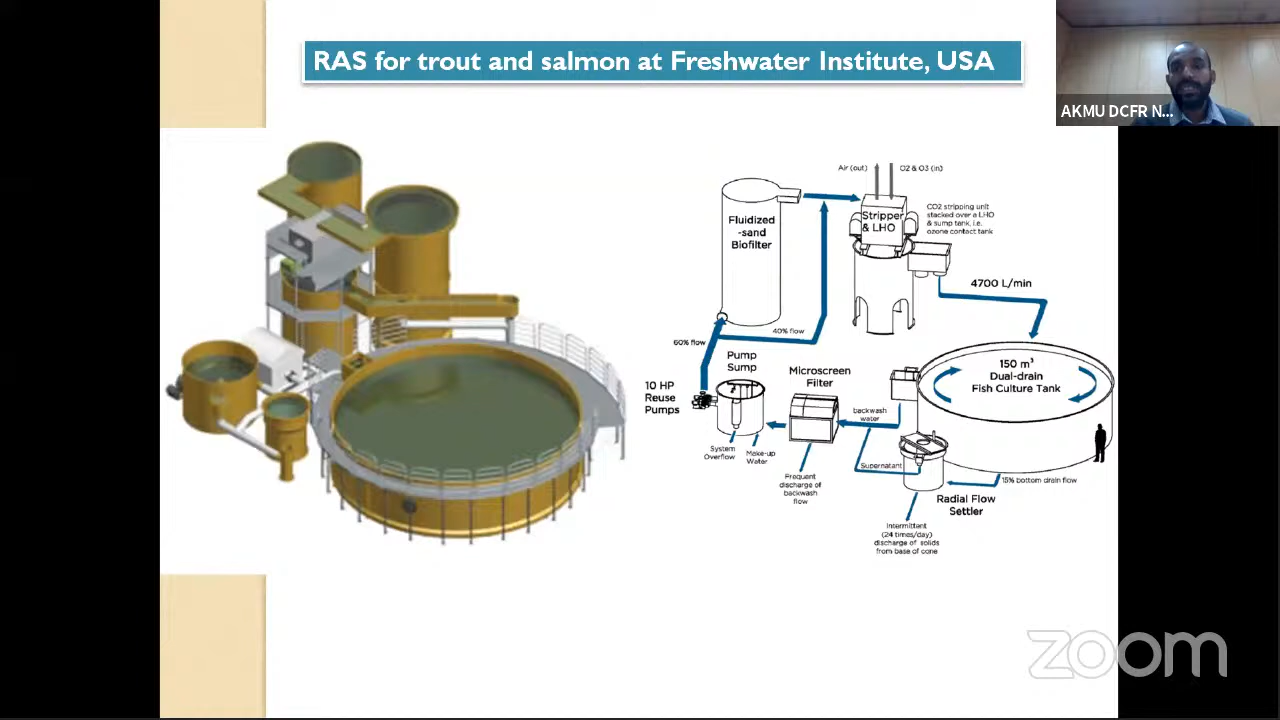 RAS for trout and salmon at Freshwater Institute, USA
AKMU DCFR N...
Air (out)
O2 & O3 (in)
Fluidized
-sand
Biofilter
Stripper
& LHO
CO2 stripping unit
stacked over a LHO
& sump tank, i.e.
ozone contact tank
4700 L/min
40% flow
60% flow
150 m³
Dual-drain
Fish Culture Tank
Pump
Sump
Microscreen
Filter
10 HP
Reuse
Pumps
backwash
water
System
Overflow
Make-up
Water
Supernatant
Frequent
discharge of
backwash
flow
15% bottom drain flow
Radial Flow
Settler
Intermittent
(24 times/day)
discharge of solids
from base of cone
zoom